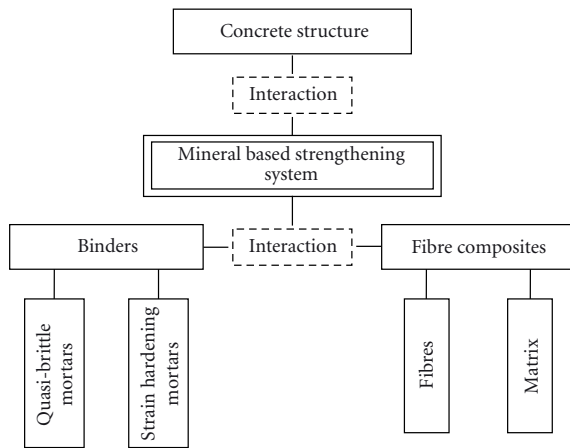 Concrete structure
Interaction
Mineral based strengthening
system
Binders
Interaction
Fibre composites
Quasi-brittle
mortars
Strain hardening
mortars
Fibres
Matrix